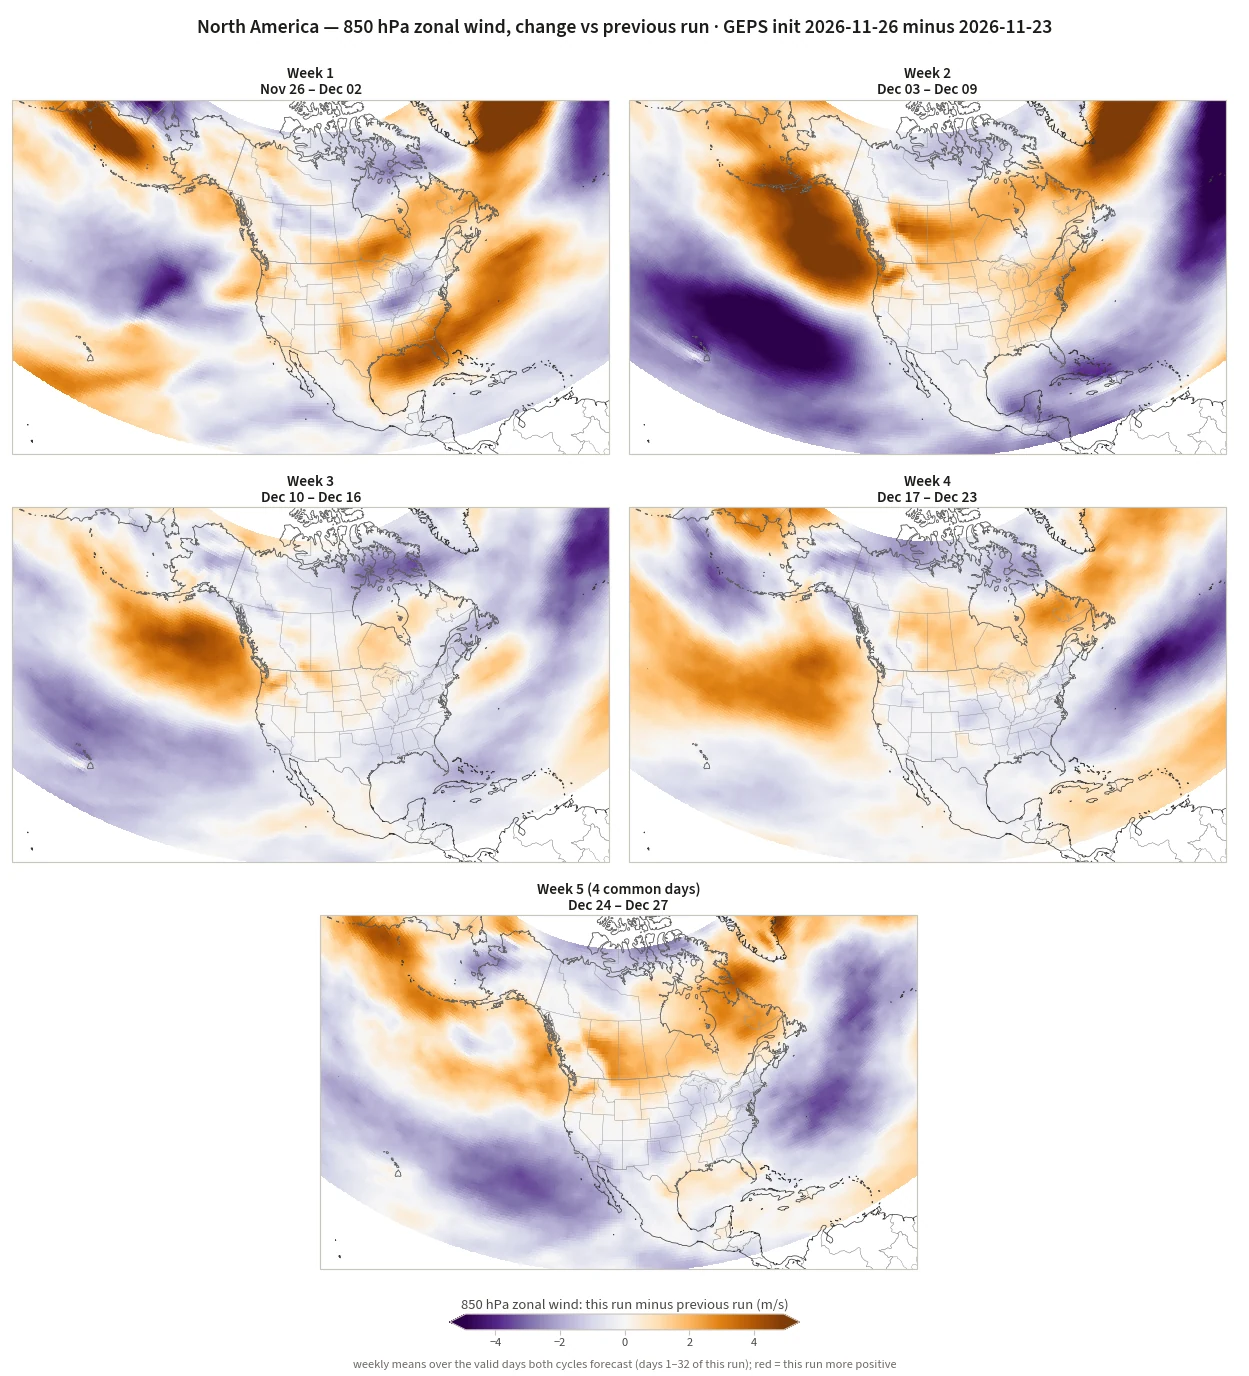 North America — 850 hPa zonal wind, change vs previous run · GEPS init 2026-11-26 minus 2026-11-23
Week 1
Nov 26 – Dec 02
Week 2
Dec 03 – Dec 09
Week 3
Dec 10 – Dec 16
Week 4
Dec 17 – Dec 23
Week 5 (4 common days)
Dec 24 – Dec 27
850 hPa zonal wind: this run minus previous run (m/s)
−4 −2 0 2 4
weekly means over the valid days both cycles forecast (days 1–32 of this run); red = this run more positive